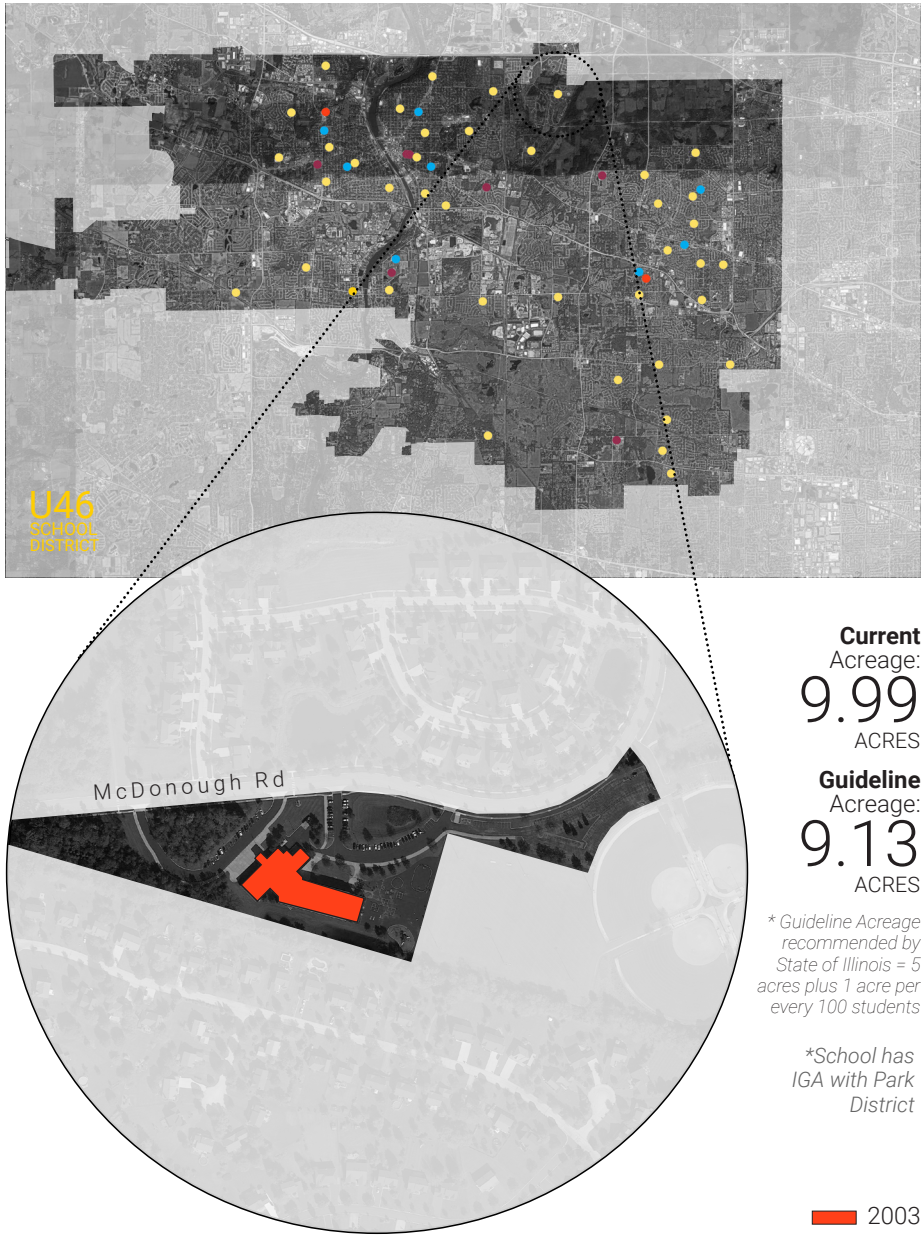 U46
SCHOOL
DISTRICT
McDonough Rd
Current
Acreage:
9.99
ACRES
Guideline
Acreage:
9.13
ACRES
* Guideline Acreage
recommended by
State of Illinois = 5
acres plus 1 acre per
every 100 students
*School has
IGA with Park
District
2003